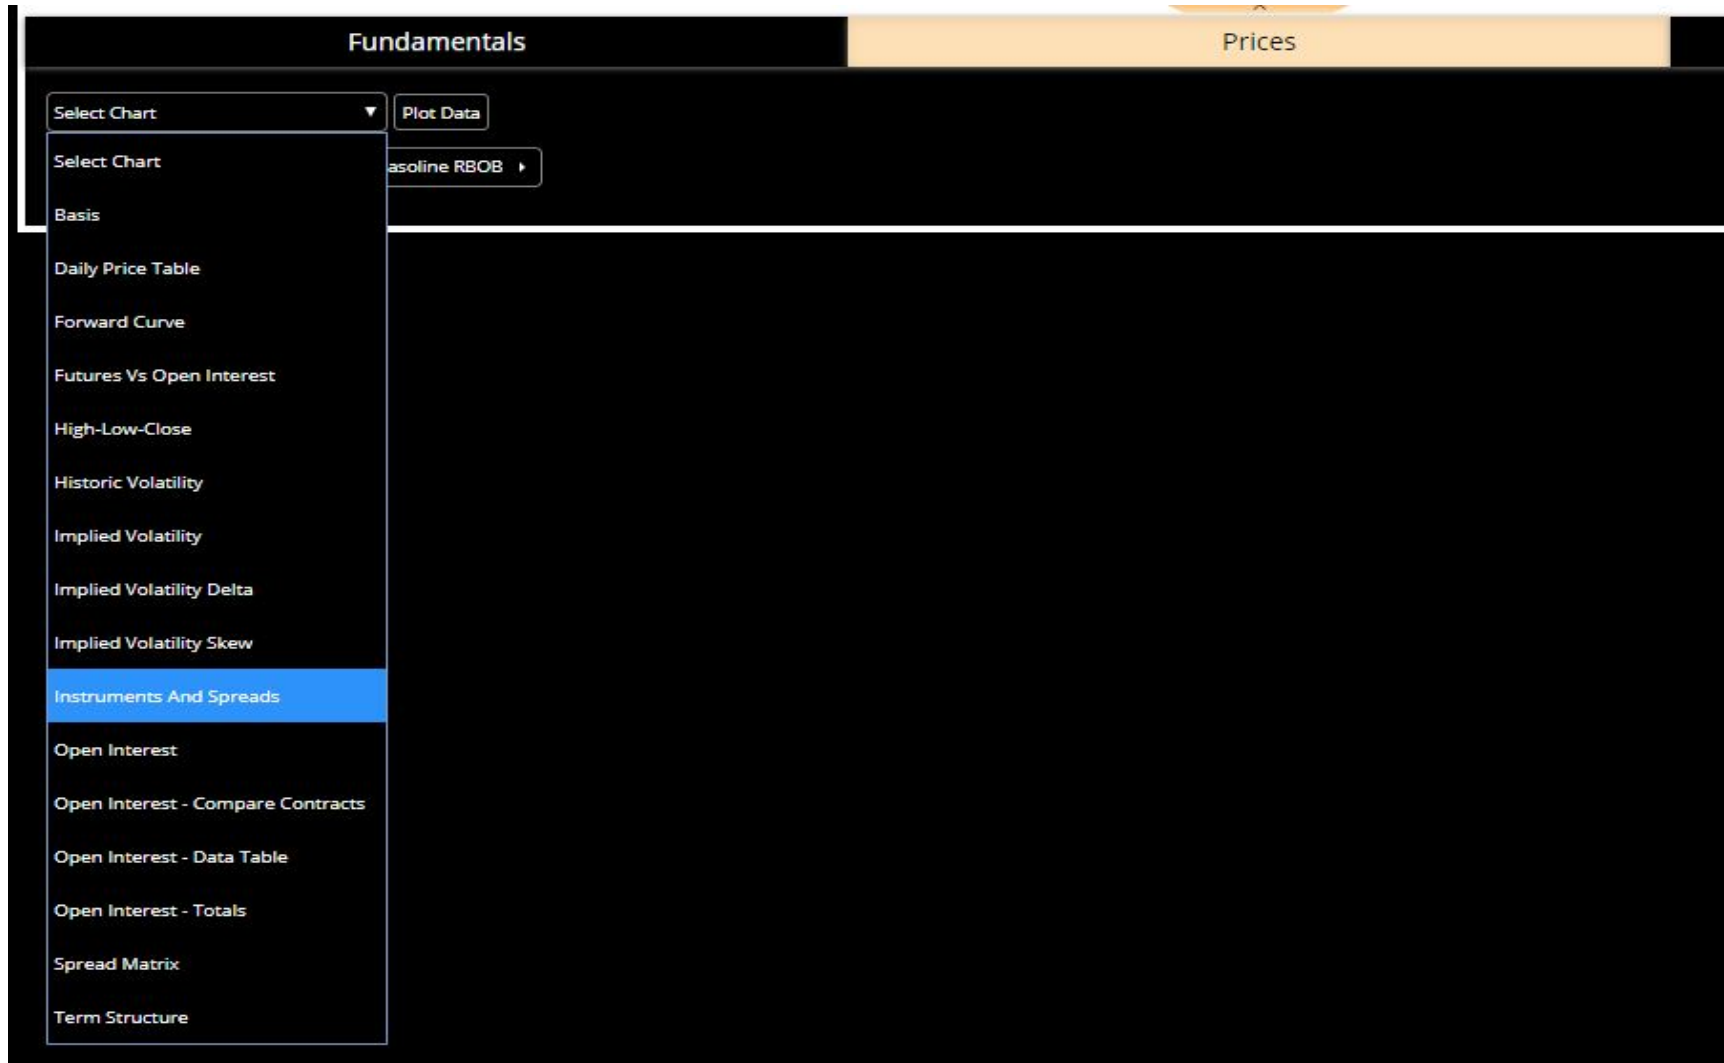 Fundamentals
Prices
Select Chart
Plot Data
Select Chart
asoline RBOB
Basis
Daily Price Table
Forward Curve
Futures Vs Open Interest
High-Low-Close
Historic Volatility
Implied Volatility
Implied Volatility Delta
Implied Volatility Skew
Instruments And Spreads
Open Interest
Open Interest - Compare Contracts
Open Interest - Data Table
Open Interest - Totals
Spread Matrix
Term Structure